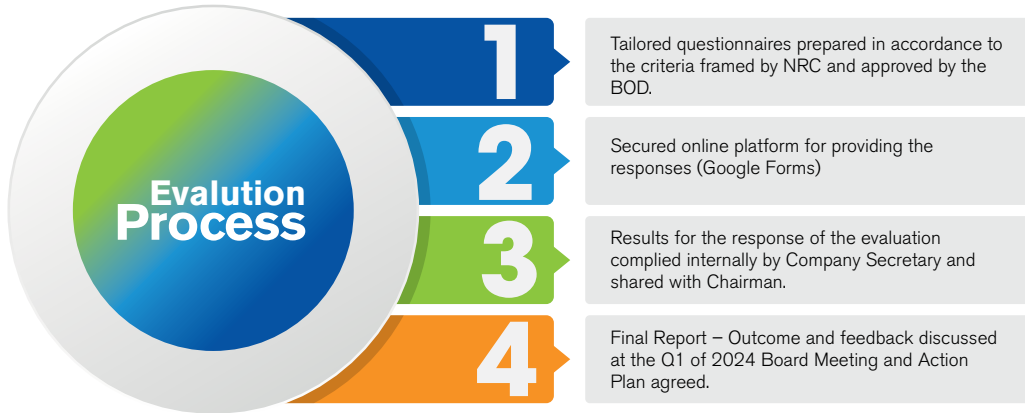 Evalution
Process
1
Tailored questionnaires prepared in accordance to
the criteria framed by NRC and approved by the
BOD.
2
Secured online platform for providing the
responses (Google Forms)
3
Results for the response of the evaluation
complied internally by Company Secretary and
shared with Chairman.
4
Final Report – Outcome and feedback discussed
at the Q1 of 2024 Board Meeting and Action
Plan agreed.